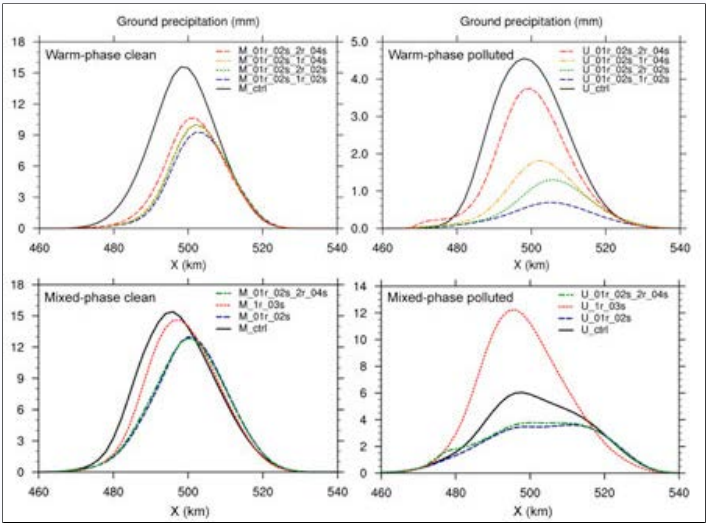 Ground precipitation (mm)
Ground precipitation (mm)
18
15
12
9
6
3
0
Warm-phase clean
M_01r_02s_2r_04s
M_01r_02s_1r_04s
M_01r_02s_2r_02s
M_01r_02s_1r_02s
M_ctrl
460
480
500
520
540
X (km)
5.0
4.0
3.0
2.0
1.0
0.0
Warm-phase polluted
U_01r_02s_2r_04s
U_01r_02s_1r_04s
U_01r_02s_2r_02s
U_01r_02s_1r_02s
U_ctrl
460
480
500
520
540
X (km)
18
15
12
9
6
3
0
Mixed-phase clean
M_01r_02s_2r_04s
M_1r_03s
M_01r_02s
M_ctrl
460
480
500
520
540
X (km)
14
12
10
8
6
4
2
0
Mixed-phase polluted
U_01r_02s_2r_04s
U_1r_03s
U_01r_02s
U_ctrl
460
480
500
520
540
X (km)